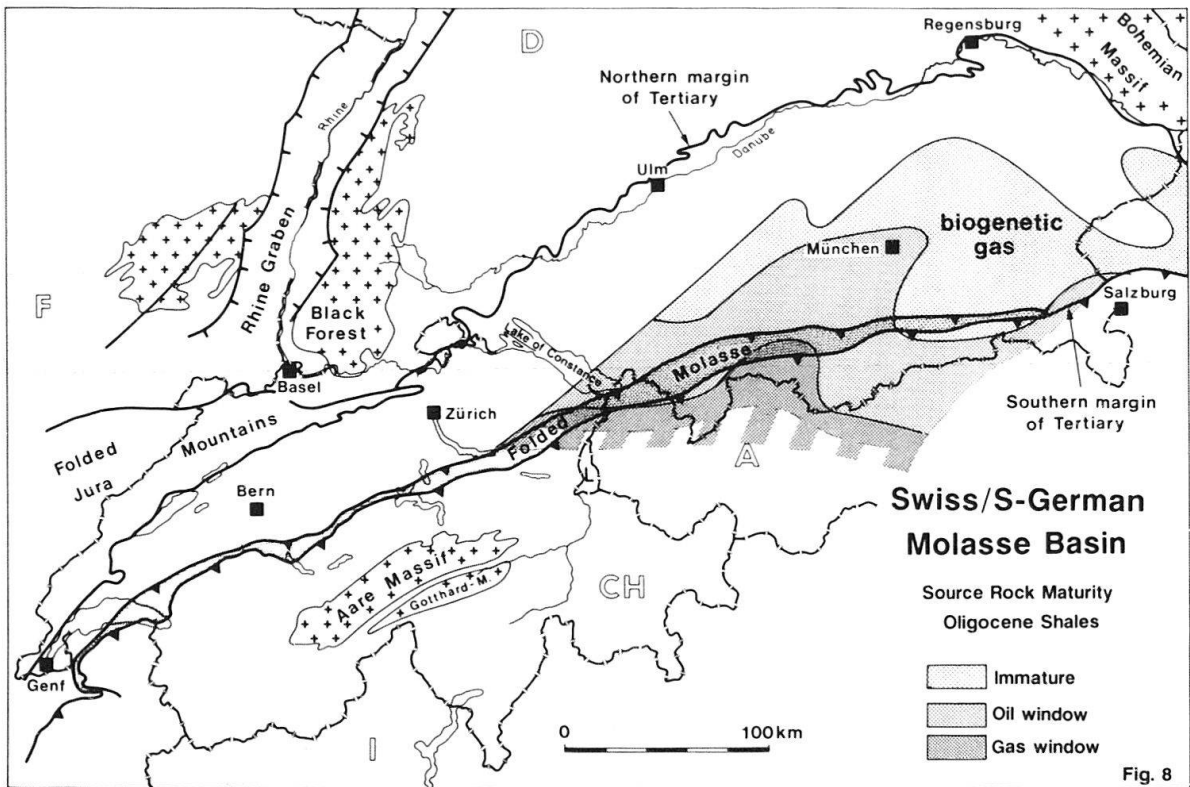 D
Regensburg
Bohemian
Massif
Northern margin
of Tertiary
Rhine
Danube
Ulm
biogenetic
gas
München
F
Rhine Graben
Black
Forest
Salzburg
Lake of Constance
Molasse
R
Basel
Zürich
Folded
Southern margin
of Tertiary
Mountains
Folded
Jura
A
Bern
Swiss/S-German
Molasse Basin
Aare Massif
Gotthard-M.
CH
Source Rock Maturity
Oligocene Shales
Genf
Immature
Oil window
Gas window
0 100 km
I
Fig. 8